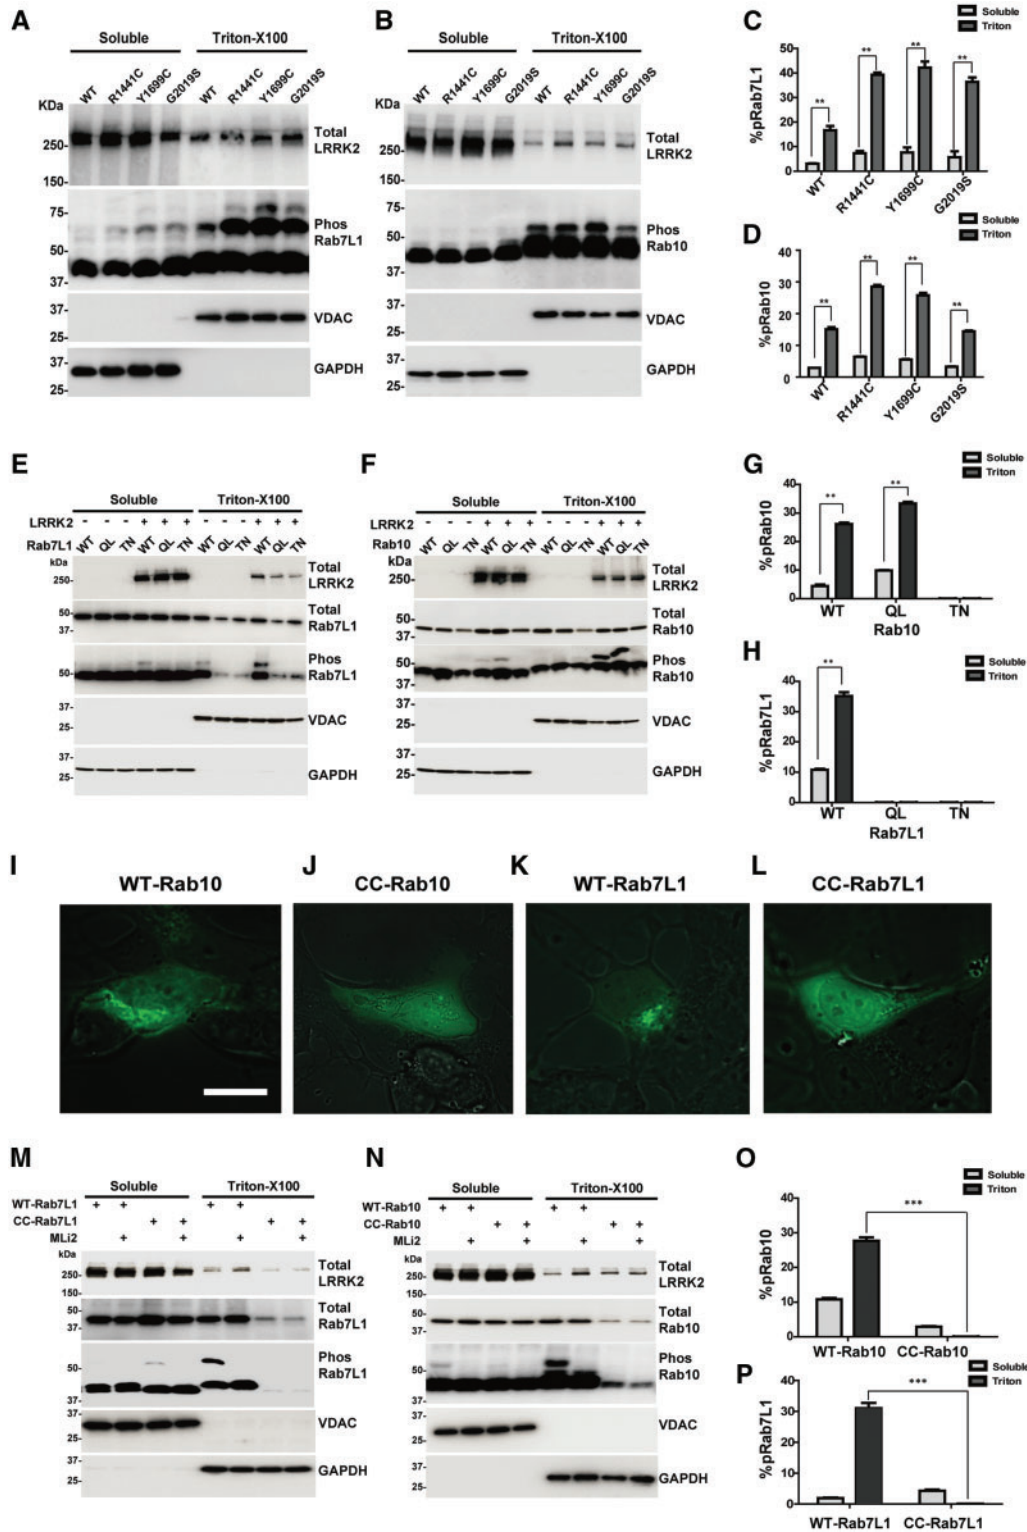 A
Soluble Triton-X100
WT R1441C Y1699C G2019S WT R1441C Y1699C G2019S
KDa
250-
150-
Total
LRRK2
75-
50-
37-
Phos
Rab7L1
37-
25-
VDAC
37-
25-
GAPDH
B
Soluble Triton-X100
WT R1441C Y1699C G2019S WT R1441C Y1699C G2019S
KDa
250-
150-
Total
LRRK2
75-
50-
37-
Phos
Rab10
37-
25-
VDAC
37-
25-
GAPDH
C
Soluble
Triton
%pRab7L1
50
40
30
20
10
0
** ** ** **
WT R1441C Y1699C G2019S
D
Soluble
Triton
%pRab10
40
30
20
10
0
** ** ** **
WT R1441C Y1699C G2019S
E
Soluble Triton-X100
LRRK2 - - - + + + - - - + + +
Rab7L1 WT QL TN WT QL TN WT QL TN WT QL TN
kDa
250-
150-
Total
LRRK2
50-
37-
Total
Rab7L1
50-
Phos
Rab7L1
37-
25-
VDAC
37-
25-
GAPDH
F
Soluble Triton-X100
LRRK2 - - - + + + - - - + + +
Rab10 WT QL TN WT QL TN WT QL TN WT QL TN
kDa
250-
150-
Total
LRRK2
50-
37-
Total
Rab10
50-
37-
Phos
Rab10
37-
25-
VDAC
37-
25-
GAPDH
G
Soluble
Triton
%pRab10
40
30
20
10
0
** **
WT QL TN
Rab10
H
Soluble
Triton
%pRab7L1
40
30
20
10
0
**
WT QL TN
Rab7L1
I
WT-Rab10
J
CC-Rab10
K
WT-Rab7L1
L
CC-Rab7L1
M
Soluble Triton-X100
WT-Rab7L1 + + + +
CC-Rab7L1 + + + +
MLi2 + + + +
kDa
250-
150-
Total
LRRK2
50-
37-
Total
Rab7L1
50-
37-
Phos
Rab7L1
37-
25-
VDAC
37-
25-
GAPDH
N
Soluble Triton-X100
WT-Rab10 + + + +
CC-Rab10 + + + +
MLi2 + + + +
kDa
250-
150-
Total
LRRK2
50-
37-
Total
Rab10
50-
37-
Phos
Rab10
37-
25-
VDAC
37-
25-
GAPDH
O
Soluble
Triton
%pRab10
40
30
20
10
0
***
WT-Rab10 CC-Rab10
P
Soluble
Triton
%pRab7L1
40
30
20
10
0
***
WT-Rab7L1 CC-Rab7L1